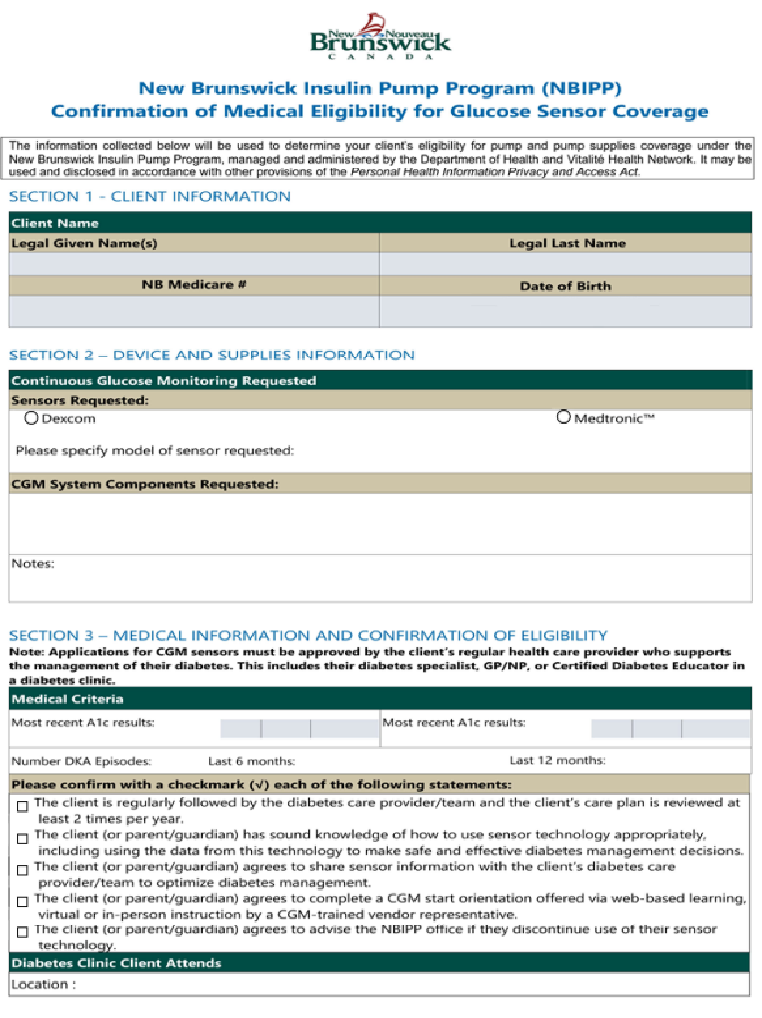 New Nouveau
Brunswick
CANADA
New Brunswick Insulin Pump Program (NBIPP)
Confirmation of Medical Eligibility for Glucose Sensor Coverage
The information collected below will be used to determine your client's eligibility for pump and pump supplies coverage under the
New Brunswick Insulin Pump Program, managed and administered by the Department of Health and Vitalité Health Network. It may be
used and disclosed in accordance with other provisions of the Personal Health Information Privacy and Access Act.
SECTION 1 - CLIENT INFORMATION
Client Name
Legal Given Name(s) Legal Last Name
NB Medicare # Date of Birth
SECTION 2 – DEVICE AND SUPPLIES INFORMATION
Continuous Glucose Monitoring Requested
Sensors Requested:
Dexcom Medtronic™
Please specify model of sensor requested:
CGM System Components Requested:
Notes:
SECTION 3 – MEDICAL INFORMATION AND CONFIRMATION OF ELIGIBILITY
Note: Applications for CGM sensors must be approved by the client's regular health care provider who supports
the management of their diabetes. This includes their diabetes specialist, GP/NP, or Certified Diabetes Educator in
a diabetes clinic.
Medical Criteria
Most recent A1c results: Most recent A1c results:
Number DKA Episodes: Last 6 months: Last 12 months:
Please confirm with a checkmark (√) each of the following statements:
The client is regularly followed by the diabetes care provider/team and the client's care plan is reviewed at
least 2 times per year.
The client (or parent/guardian) has sound knowledge of how to use sensor technology appropriately,
including using the data from this technology to make safe and effective diabetes management decisions.
The client (or parent/guardian) agrees to share sensor information with the client's diabetes care
provider/team to optimize diabetes management.
The client (or parent/guardian) agrees to complete a CGM start orientation offered via web-based learning,
virtual or in-person instruction by a CGM-trained vendor representative.
The client (or parent/guardian) agrees to advise the NBIPP office if they discontinue use of their sensor
technology.
Diabetes Clinic Client Attends
Location :